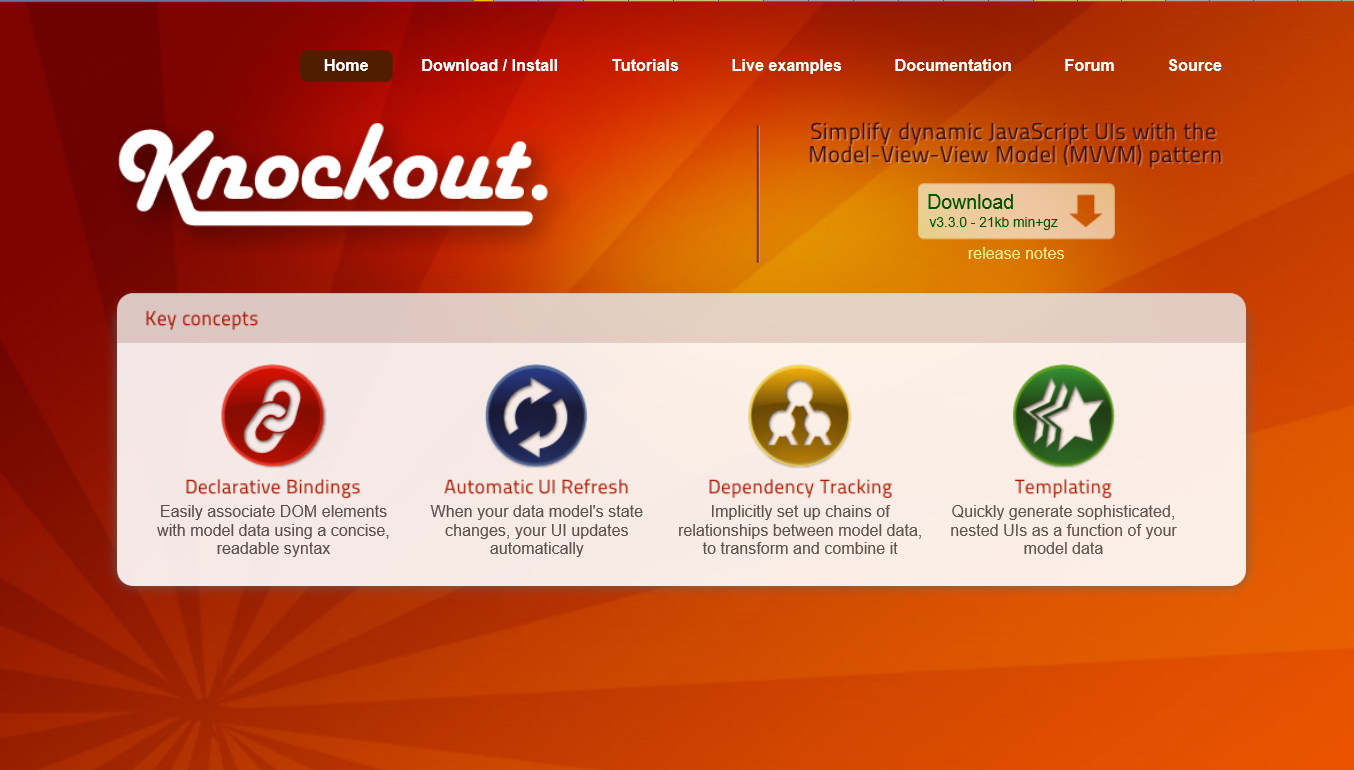 Home Download / Install Tutorials Live examples Documentation Forum Source
Knockout.
Simplify dynamic JavaScript UIs with the
Model-View-View Model (MVVM) pattern
Download
v3.3.0 - 21kb min+gz
release notes
Key concepts
Declarative Bindings
Easily associate DOM elements
with model data using a concise,
readable syntax
Automatic UI Refresh
When your data model's state
changes, your UI updates
automatically
Dependency Tracking
Implicitly set up chains of
relationships between model data,
to transform and combine it
Templating
Quickly generate sophisticated,
nested UIs as a function of your
model data